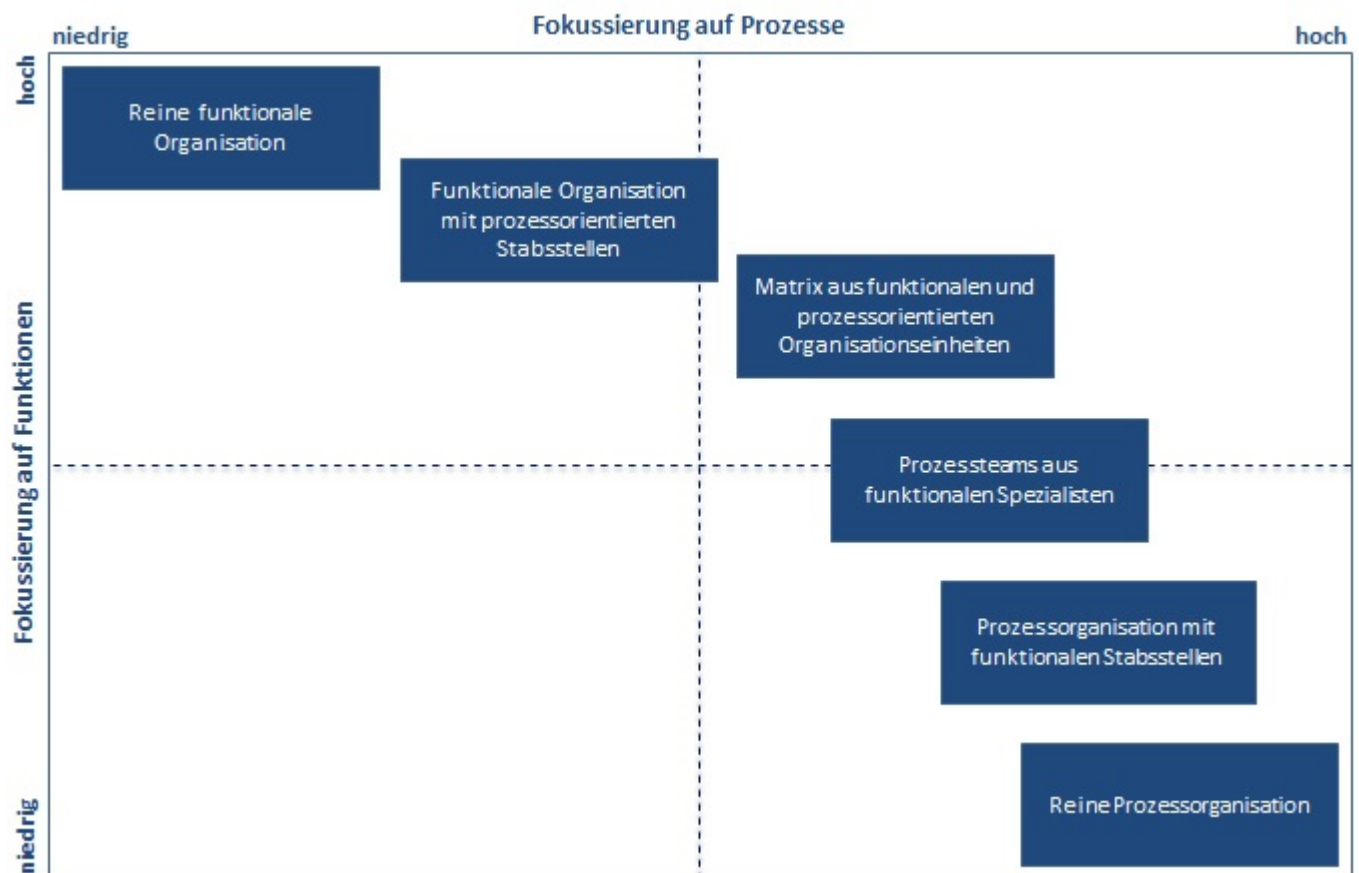 Fokussierung auf Prozesse
niedrig
hoch
hoch
Fokussierung auf Funktionen
niedrig
Reine funktionale
Organisation
Funktionale Organisation
mit prozessorientierten
Stabsstellen
Matrix aus funktionalen und
prozessorientierten
Organisationseinheiten
Prozessteams aus
funktionalen Spezialisten
Prozessorganisation mit
funktionalen Stabsstellen
Reine Prozessorganisation